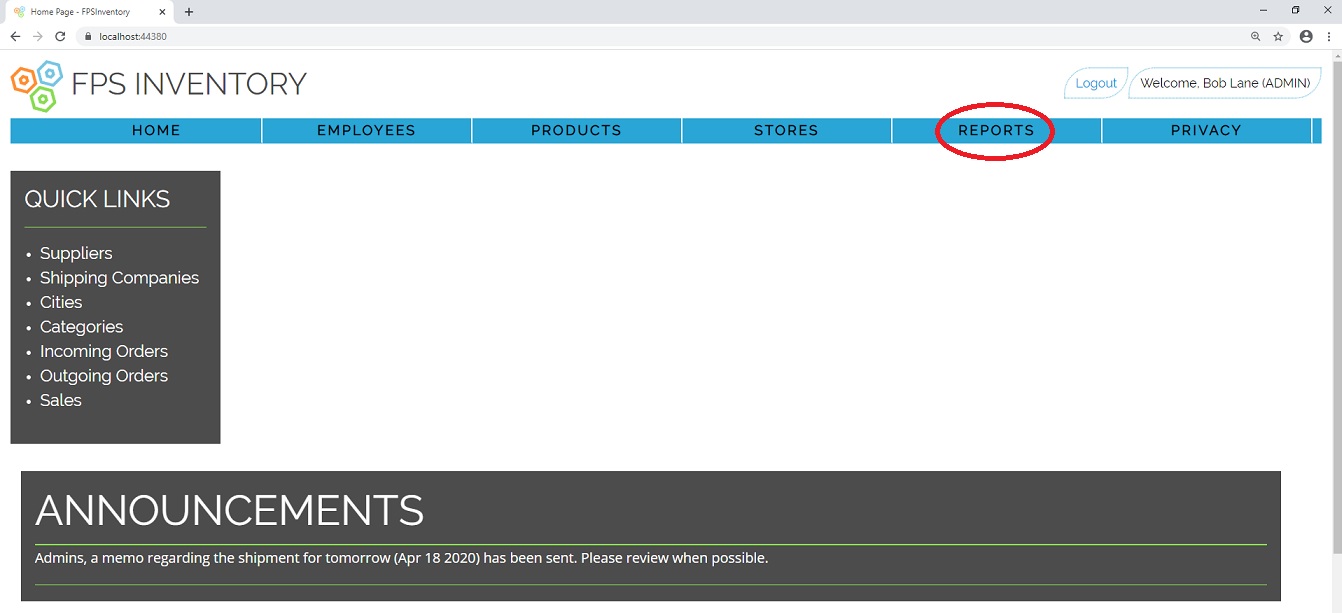 Home Page - FPSInventory
localhost:44380
FPS INVENTORY
Logout
Welcome, Bob Lane (ADMIN)
HOME EMPLOYEES PRODUCTS STORES REPORTS PRIVACY
QUICK LINKS
Suppliers
Shipping Companies
Cities
Categories
Incoming Orders
Outgoing Orders
Sales
ANNOUNCEMENTS
Admins, a memo regarding the shipment for tomorrow (Apr 18 2020) has been sent. Please review when possible.